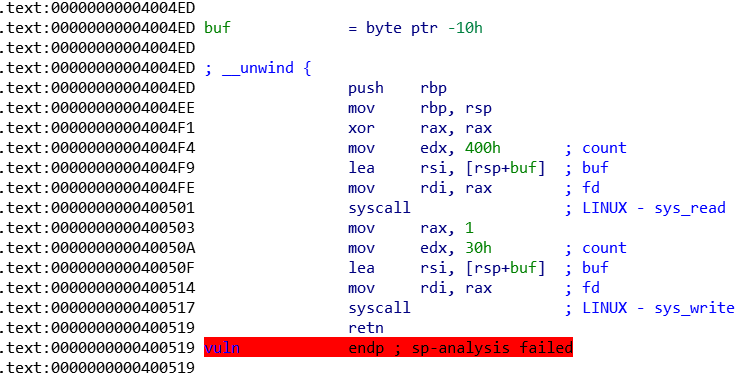 .text:00000000004004ED
.text:00000000004004ED buf = byte ptr -10h
.text:00000000004004ED
.text:00000000004004ED ; __unwind {
.text:00000000004004ED push rbp
.text:00000000004004EE mov rbp, rsp
.text:00000000004004F1 xor rax, rax
.text:00000000004004F4 mov edx, 400h ; count
.text:00000000004004F9 lea rsi, [rsp+buf] ; buf
.text:00000000004004FE mov rdi, rax ; fd
.text:0000000000400501 syscall ; LINUX - sys_read
.text:0000000000400503 mov rax, 1
.text:000000000040050A mov edx, 30h ; count
.text:000000000040050F lea rsi, [rsp+buf] ; buf
.text:0000000000400514 mov rdi, rax ; fd
.text:0000000000400517 syscall ; LINUX - sys_write
.text:0000000000400519 retn
.text:0000000000400519 vuln endp ; sp-analysis failed
.text:0000000000400519